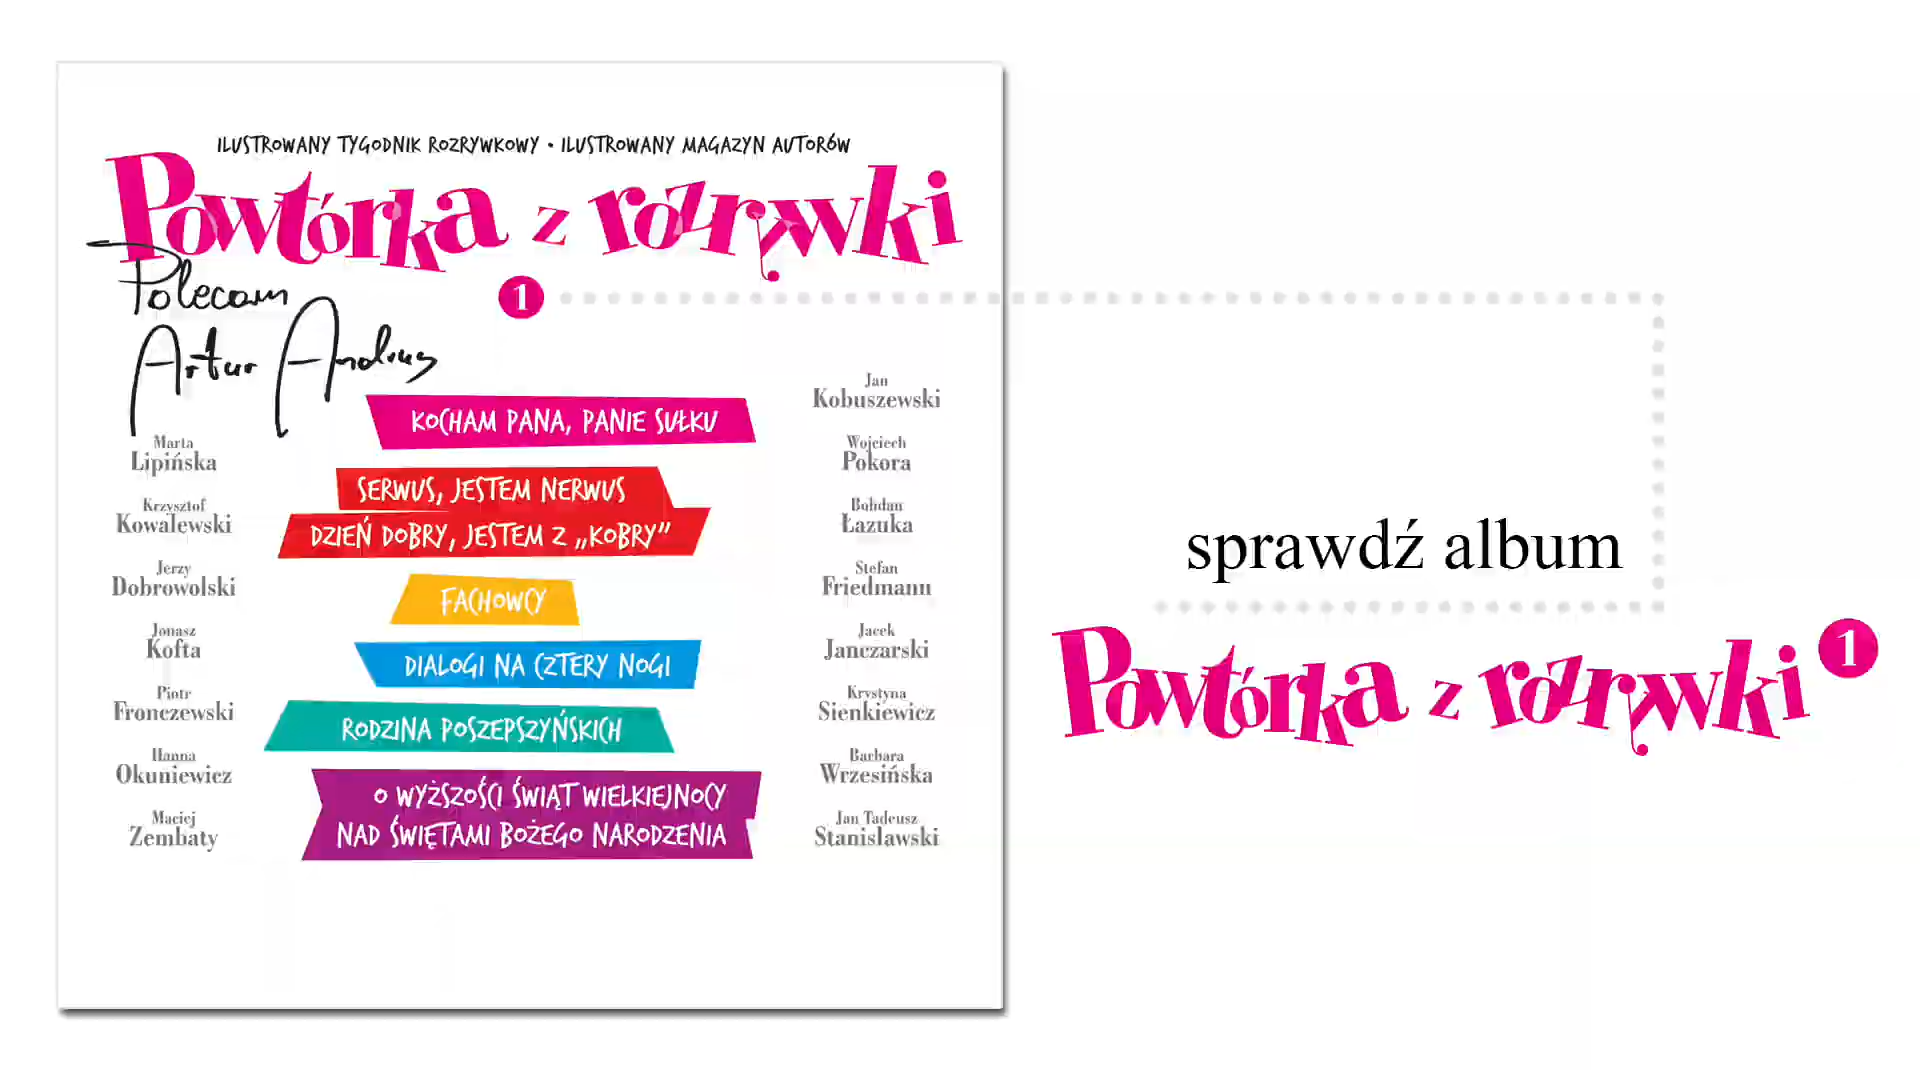 ILUSTROWANY TYGODNIK ROZRYWKOWY • ILUSTROWANY MAGAZYN AUTORÓW
Powtórka z rozrywki
1
Polecam
Artur Andrus
KOCHAM PANA, PANIE SUŁKU
SERWUS, JESTEM NERWUS
DZIEŃ DOBRY, JESTEM Z „KOBRY”
FACHOWCY
DIALOGI NA CZTERY NOGI
RODZINA POSZEPSZYŃSKICH
O WYŻSZOŚCI ŚWIĄT WIELKIEJNOCY
NAD ŚWIĘTAMI BOŻEGO NARODZENIA
Marta
Lipińska
Krzysztof
Kowalewski
Jerzy
Dobrowolski
Jonasz
Kofta
Piotr
Fronczewski
Hanna
Okuniewicz
Maciej
Zembaty
Jan
Kobuszewski
Wojciech
Pokora
Bohdan
Łazuka
Stefan
Friedmann
Jacek
Janczarski
Krystyna
Sienkiewicz
Barbara
Wrzesińska
Jan Tadeusz
Stanisławski
sprawdź album
Powtórka z rozrywki 1